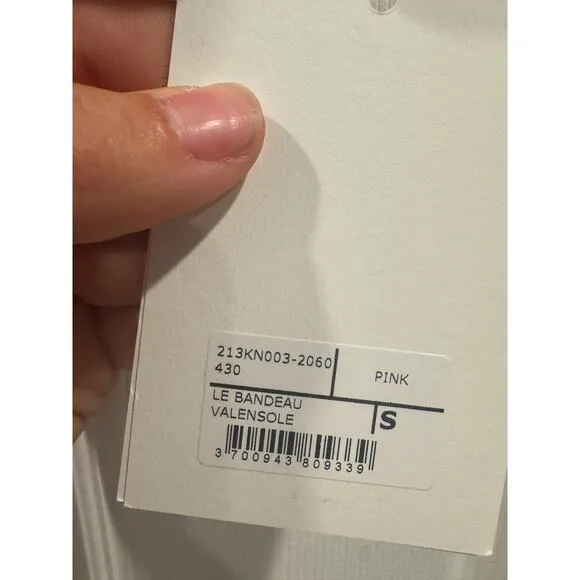 213KN003-2060
430
PINK
LE BANDEAU
VALENSOLE
S
3 700943 809339